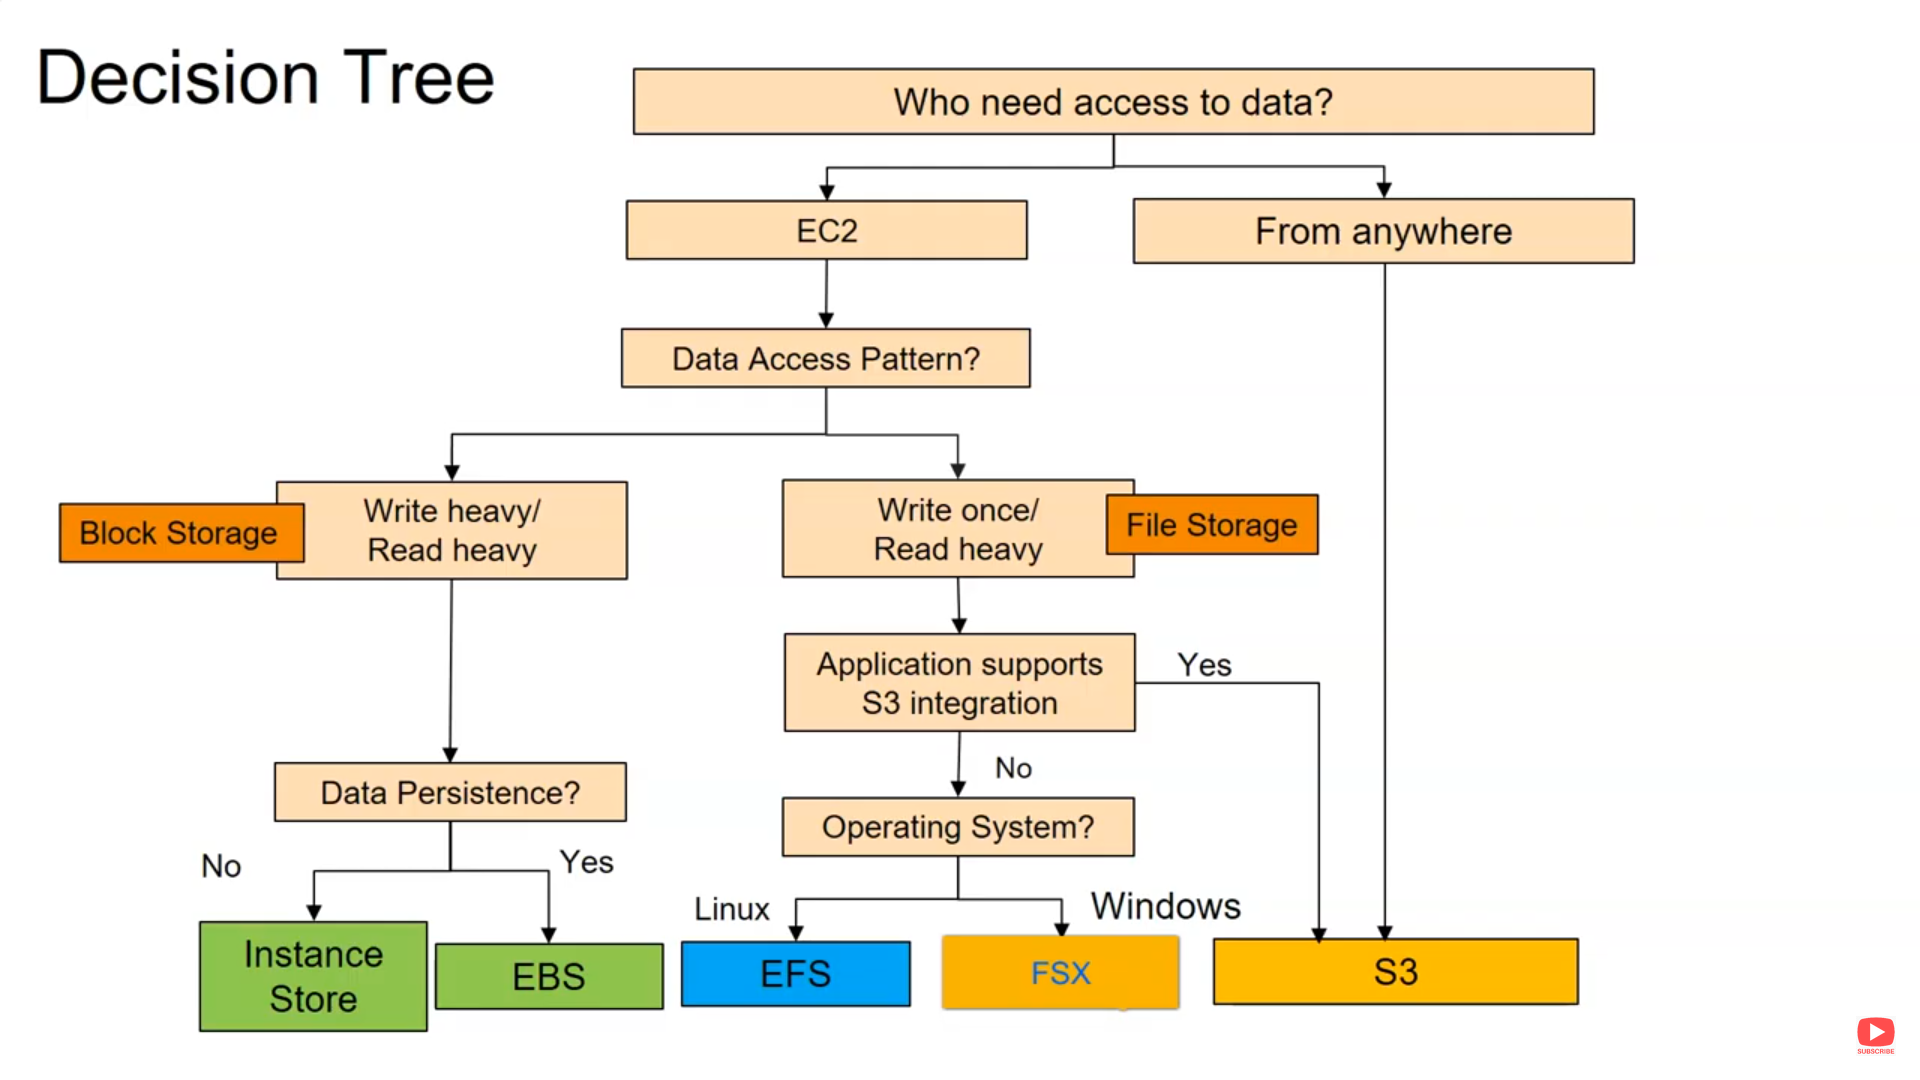 Decision Tree
Who need access to data?
EC2
From anywhere
Data Access Pattern?
Block Storage
Write heavy/
Read heavy
Write once/
Read heavy
File Storage
Application supports
S3 integration
Yes
No
Data Persistence?
Operating System?
No
Yes
Linux
Windows
Instance
Store
EBS
EFS
FSX
S3
SUBSCRIBE